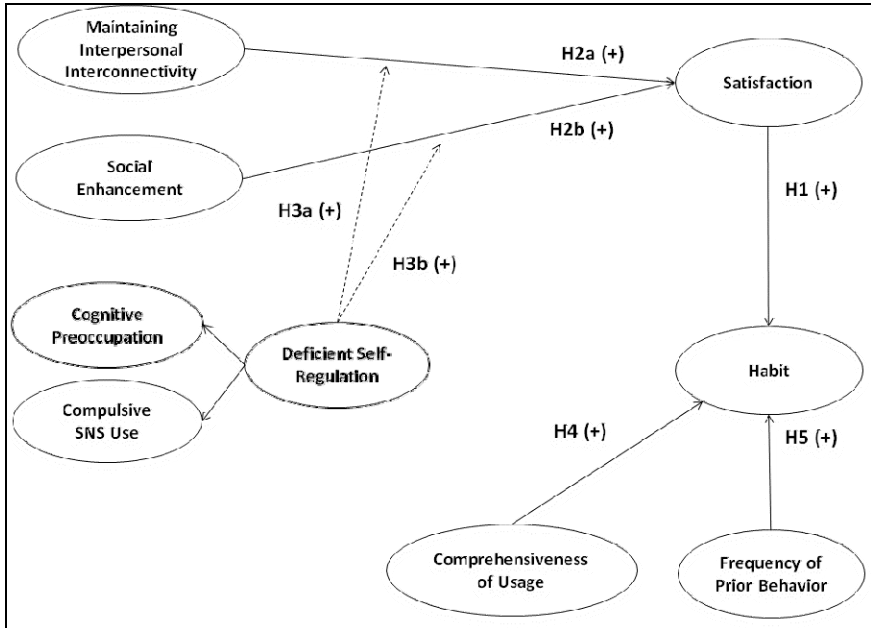 Maintaining
Interpersonal
Interconnectivity
H2a (+)
Satisfaction
H2b (+)
Social
Enhancement
H1 (+)
H3a (+)
H3b (+)
Cognitive
Preoccupation
Deficient Self-
Regulation
Habit
Compulsive
SNS Use
H4 (+)
H5 (+)
Comprehensiveness
of Usage
Frequency of
Prior Behavior